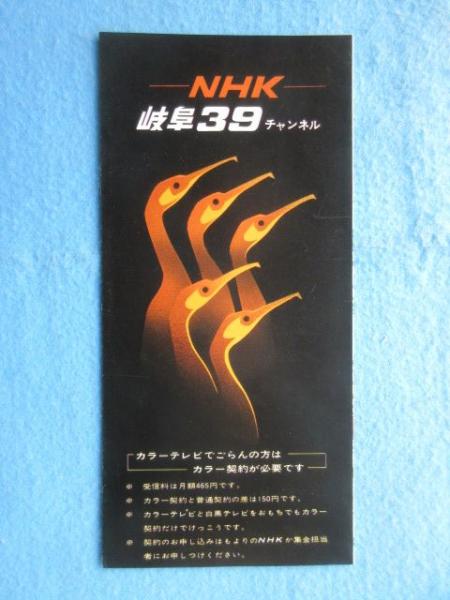 NHK
岐阜39チャンネル
カラーテレビでごらんの方は
カラー契約が必要です
※ 受信料は月額465円です。
※ カラー契約と普通契約の差は150円です。
※ カラーテレビと白黒テレビをおもちでもカラー
契約だけでけっこうです。
※ 契約のお申し込みはもよりのNHKか集金担当
者にお申しつけください。